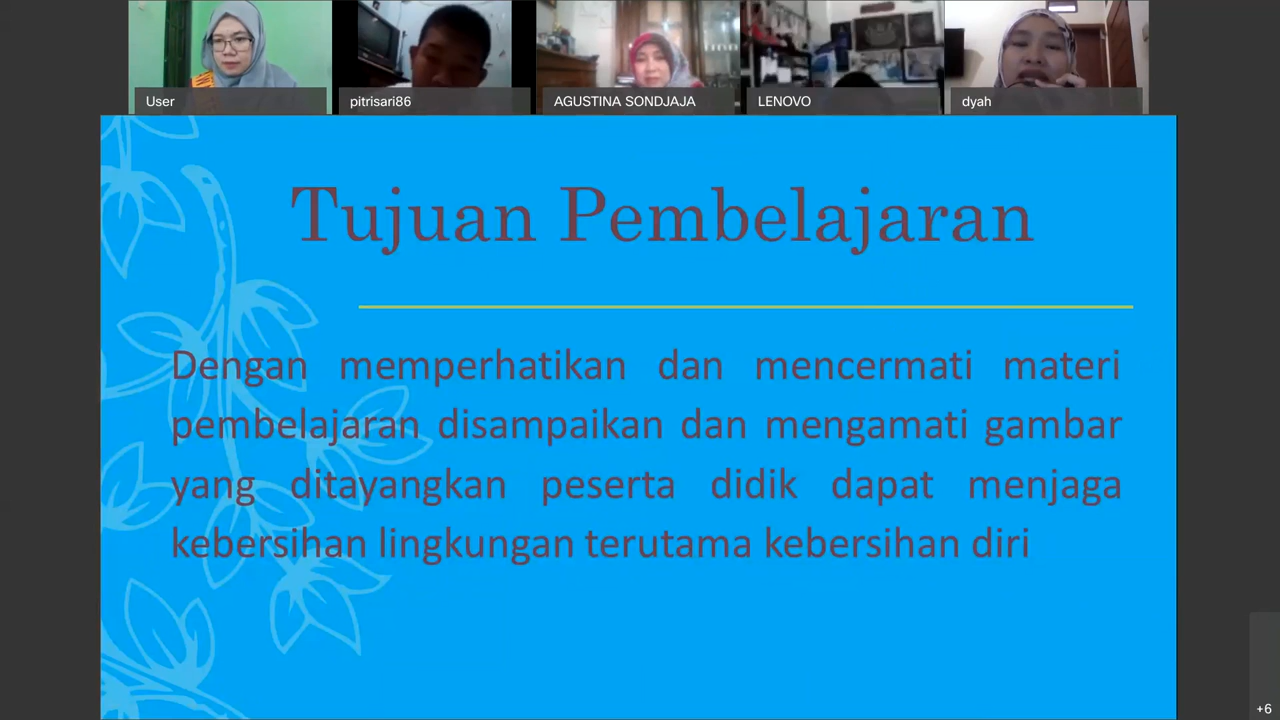 User
pitrisari86
AGUSTINA SONDJAJA
LENOVO
dyah
Tujuan Pembelajaran
Dengan memperhatikan dan mencermati materi
pembelajaran disampaikan dan mengamati gambar
yang ditayangkan peserta didik dapat menjaga
kebersihan lingkungan terutama kebersihan diri
+6